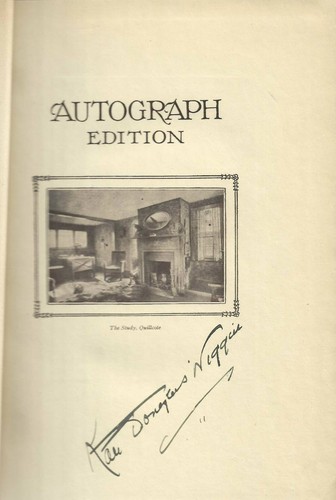 AUTOGRAPH
EDITION
The Study, Quillcote
Kate Douglas Wiggin